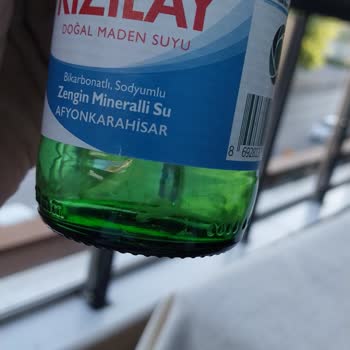 KIZILAY
DOĞAL MADEN SUYU
Bikarbonatlı, Sodyumlu
Zengin Mineralli Su
AFYONKARAHİSAR